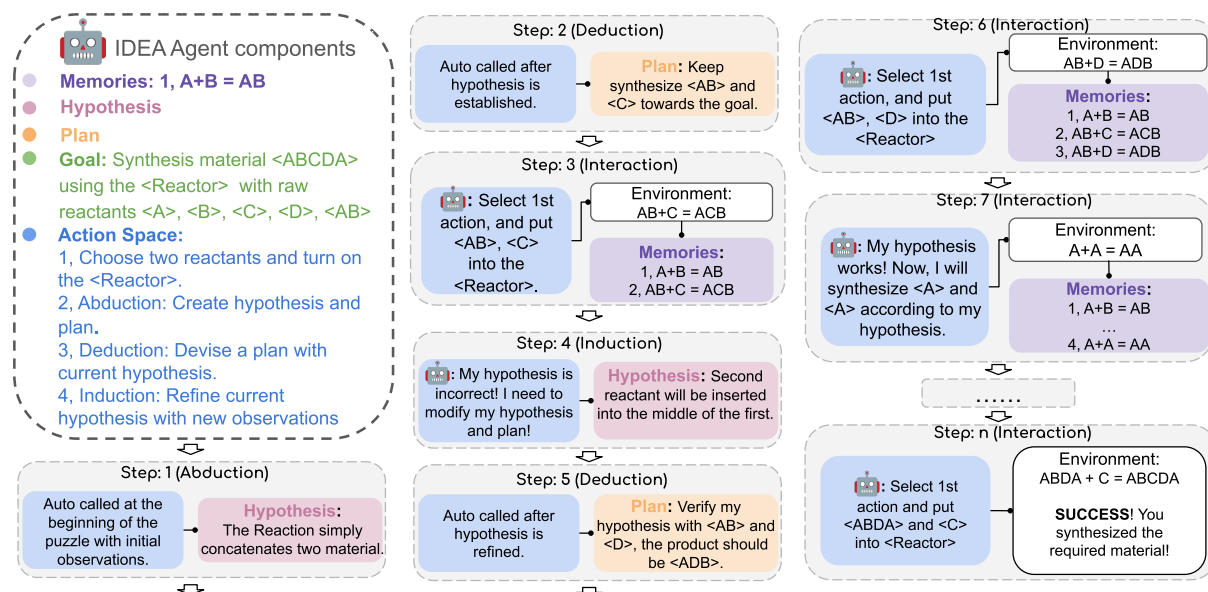 IDEA Agent components
Memories: 1, A+B = AB
Hypothesis
Plan
Goal: Synthesis material <ABCDA>
using the <Reactor> with raw
reactants <A>, <B>, <C>, <D>, <AB>
Action Space:
1, Choose two reactants and turn on
the <Reactor>.
2, Abduction: Create hypothesis and
plan.
3, Deduction: Devise a plan with
current hypothesis.
4, Induction: Refine current
hypothesis with new observations
Step: 1 (Abduction)
Auto called at the
beginning of the
puzzle with initial
observations.
Hypothesis:
The Reaction simply
concatenates two material.
Step: 2 (Deduction)
Auto called after
hypothesis is
established.
Plan: Keep
synthesize <AB> and
<C> towards the goal.
Step: 3 (Interaction)
: Select 1st
action, and put
<AB>, <C>
into the
<Reactor>.
Environment:
AB+C = ACB
Memories:
1, A+B = AB
2, AB+C = ACB
Step: 4 (Induction)
: My hypothesis is
incorrect! I need to
modify my hypothesis
and plan!
Hypothesis: Second
reactant will be inserted
into the middle of the first.
Step: 5 (Deduction)
Auto called after
hypothesis is
refined.
Plan: Verify my
hypothesis with <AB> and
<D>, the product should
be <ADB>.
Step: 6 (Interaction)
: Select 1st
action, and put
<AB>, <D> into the
<Reactor>
Environment:
AB+D = ADB
Memories:
1, A+B = AB
2, AB+C = ACB
3, AB+D = ADB
Step: 7 (Interaction)
: My hypothesis
works! Now, I will
synthesize <A> and
<A> according to my
hypothesis.
Environment:
A+A = AA
Memories:
1, A+B = AB
...
4, A+A = AA
......
Step: n (Interaction)
: Select 1st
action and put
<ABDA> and <C>
into <Reactor>
Environment:
ABDA + C = ABCDA
SUCCESS! You
synthesized the
required material!